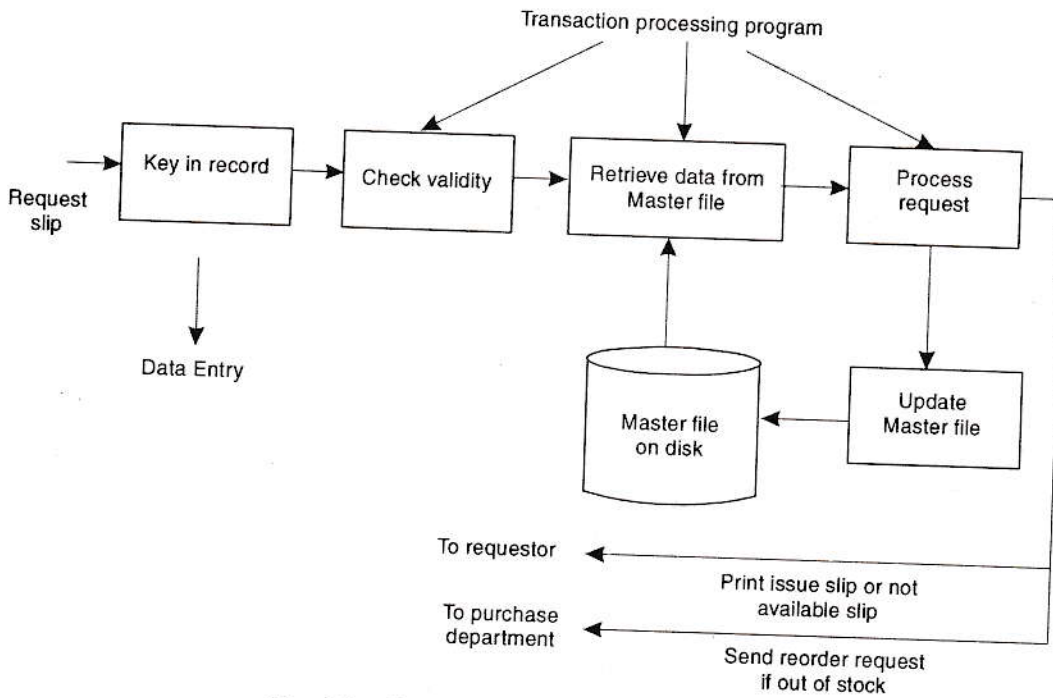 Transaction processing program
Key in record
Check validity
Retrieve data from
Master file
Process
request
Request
slip
Data Entry
Master file
on disk
Update
Master file
To requestor
Print issue slip or not
available slip
To purchase
department
Send reorder request
if out of stock